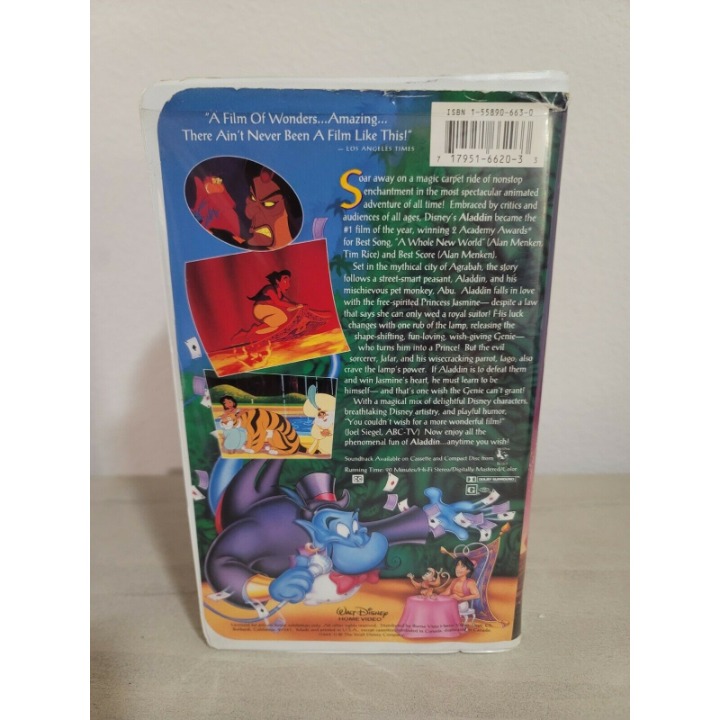 "A Film Of Wonders...Amazing...
There Ain't Never Been A Film Like This!"
— LOS ANGELES TIMES
ISBN 1-55890-663-0
7 17951-6620-3 3
Soar away on a magic carpet ride of nonstop
enchantment in the most spectacular animated
adventure of all time! Embraced by critics and
audiences of all ages, Disney's Aladdin became the
#1 film of the year, winning 2 Academy Awards®
for Best Song, "A Whole New World" (Alan Menken,
Tim Rice) and Best Score (Alan Menken).
Set in the mythical city of Agrabah, the story
follows a street-smart peasant, Aladdin, and his
mischievous pet monkey, Abu. Aladdin falls in love
with the free-spirited Princess Jasmine— despite a law
that says she can only wed a royal suitor! His luck
changes with one rub of the lamp, releasing the
shape-shifting, fun-loving, wish-giving Genie—
who turns him into a Prince! But the evil
sorcerer, Jafar, and his wisecracking parrot, Iago, also
crave the lamp's power. If Aladdin is to defeat them
and win Jasmine's heart, he must learn to be
himself— and that's one wish the Genie can't grant!
With a magical mix of delightful Disney characters,
breathtaking Disney artistry, and playful humor,
"You couldn't wish for a more wonderful film!"
(Joel Siegel, ABC-TV) Now enjoy all the
phenomenal fun of Aladdin...anytime you wish!
Soundtrack Available on Cassette and Compact Disc from
Running Time: 90 Minutes/Hi-Fi Stereo/Digitally Mastered/Color
CC
DOLBY SURROUND
G
WALT DISNEY
HOME VIDEO